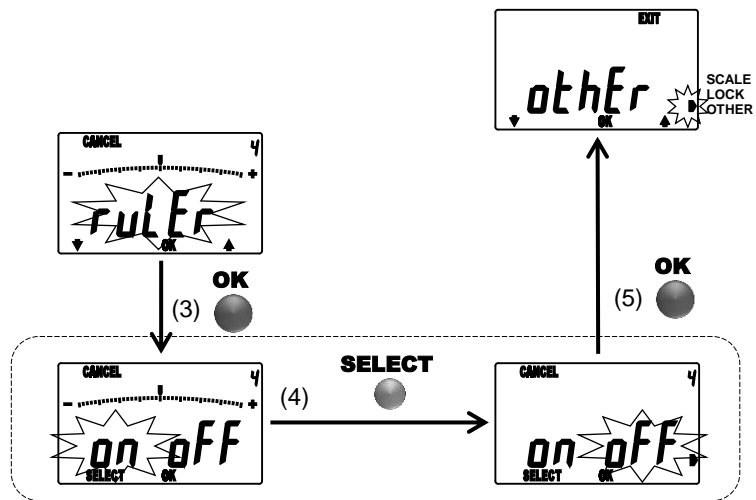 EXIT
othEr
OK
SCALE
LOCK
OTHER
CANCEL 4
- +
rulEr
OK
(3) OK
(5) OK
CANCEL 4
- +
on oFF
SELECT OK
(4) SELECT
CANCEL 4
on oFF
SELECT OK